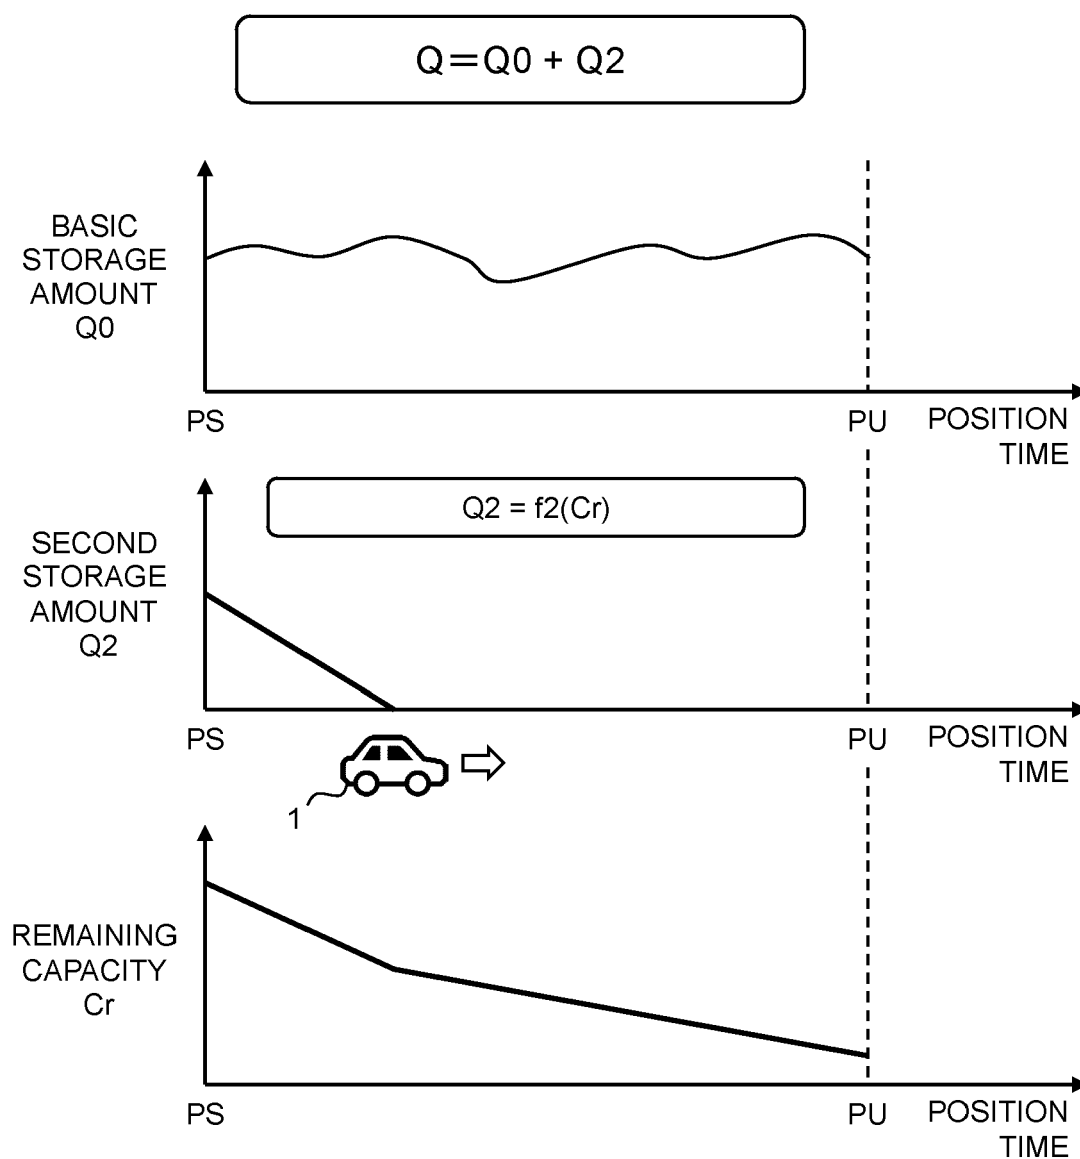 Q=Q0 + Q2
BASIC
STORAGE
AMOUNT
Q0
PS
PU
POSITION
TIME
Q2 = f2(Cr)
SECOND
STORAGE
AMOUNT
Q2
PS
PU
POSITION
TIME
1
REMAINING
CAPACITY
Cr
PS
PU
POSITION
TIME